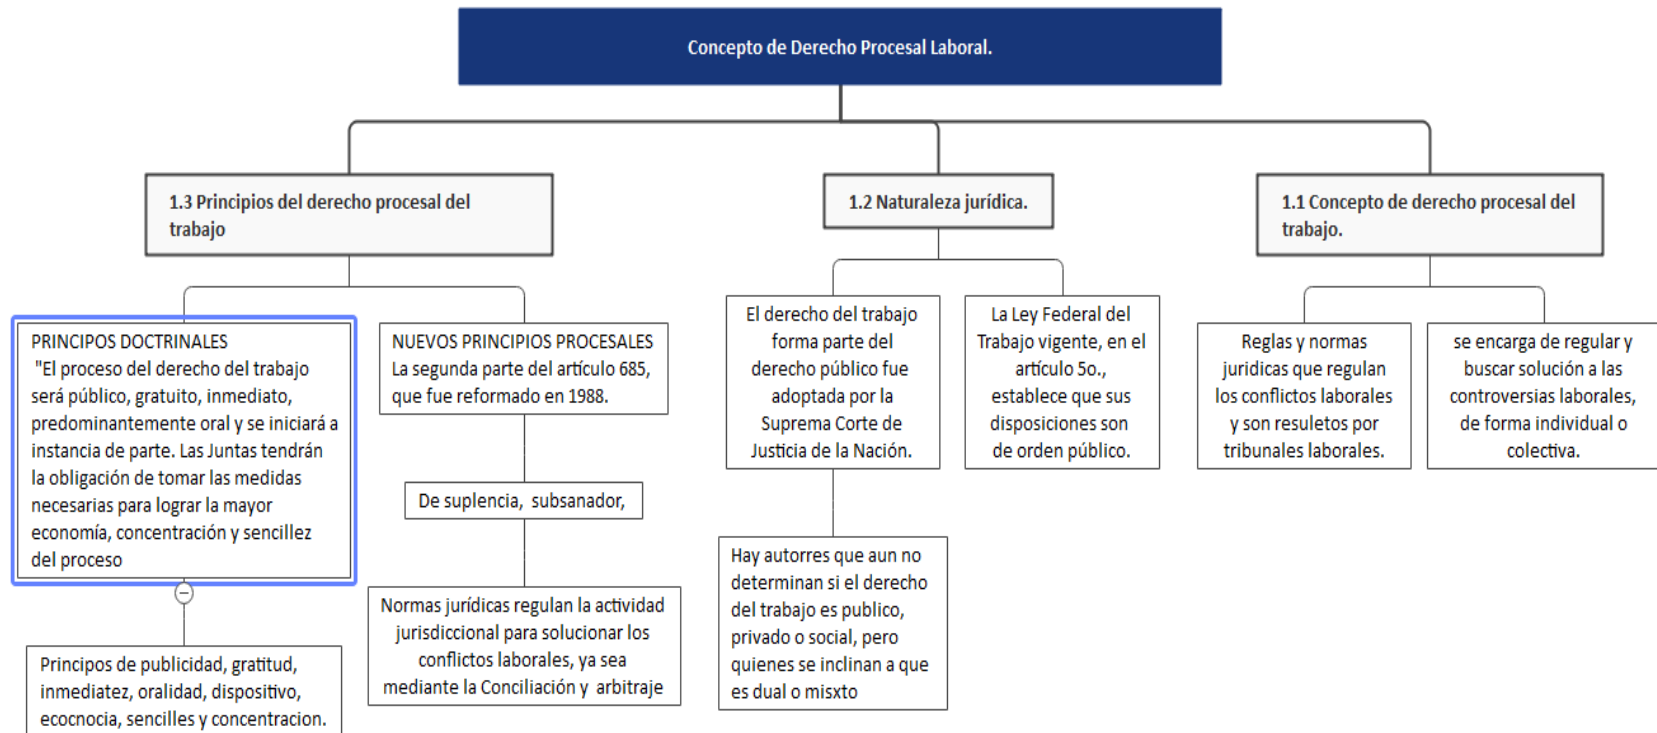 Concepto de Derecho Procesal Laboral.
1.3 Principios del derecho procesal del
trabajo
PRINCIPOS DOCTRINALES
"El proceso del derecho del trabajo
será público, gratuito, inmediato,
predominantemente oral y se iniciará a
instancia de parte. Las Juntas tendrán
la obligación de tomar las medidas
necesarias para lograr la mayor
economía, concentración y sencillez
del proceso
Principos de publicidad, gratitud,
inmediatez, oralidad, dispositivo,
ecocnocia, sencilles y concentracion.
NUEVOS PRINCIPIOS PROCESALES
La segunda parte del artículo 685,
que fue reformado en 1988.
De suplencia, subsanador,
Normas jurídicas regulan la actividad
jurisdiccional para solucionar los
conflictos laborales, ya sea
mediante la Conciliación y arbitraje
1.2 Naturaleza jurídica.
El derecho del trabajo
forma parte del
derecho público fue
adoptada por la
Suprema Corte de
Justicia de la Nación.
Hay autorres que aun no
determinan si el derecho
del trabajo es publico,
privado o social, pero
quienes se inclinan a que
es dual o misxto
La Ley Federal del
Trabajo vigente, en el
artículo 5o.,
establece que sus
disposiciones son
de orden público.
1.1 Concepto de derecho procesal del
trabajo.
Reglas y normas
juridicas que regulan
los conflictos laborales
y son resuletos por
tribunales laborales.
se encarga de regular y
buscar solución a las
controversias laborales,
de forma individual o
colectiva.